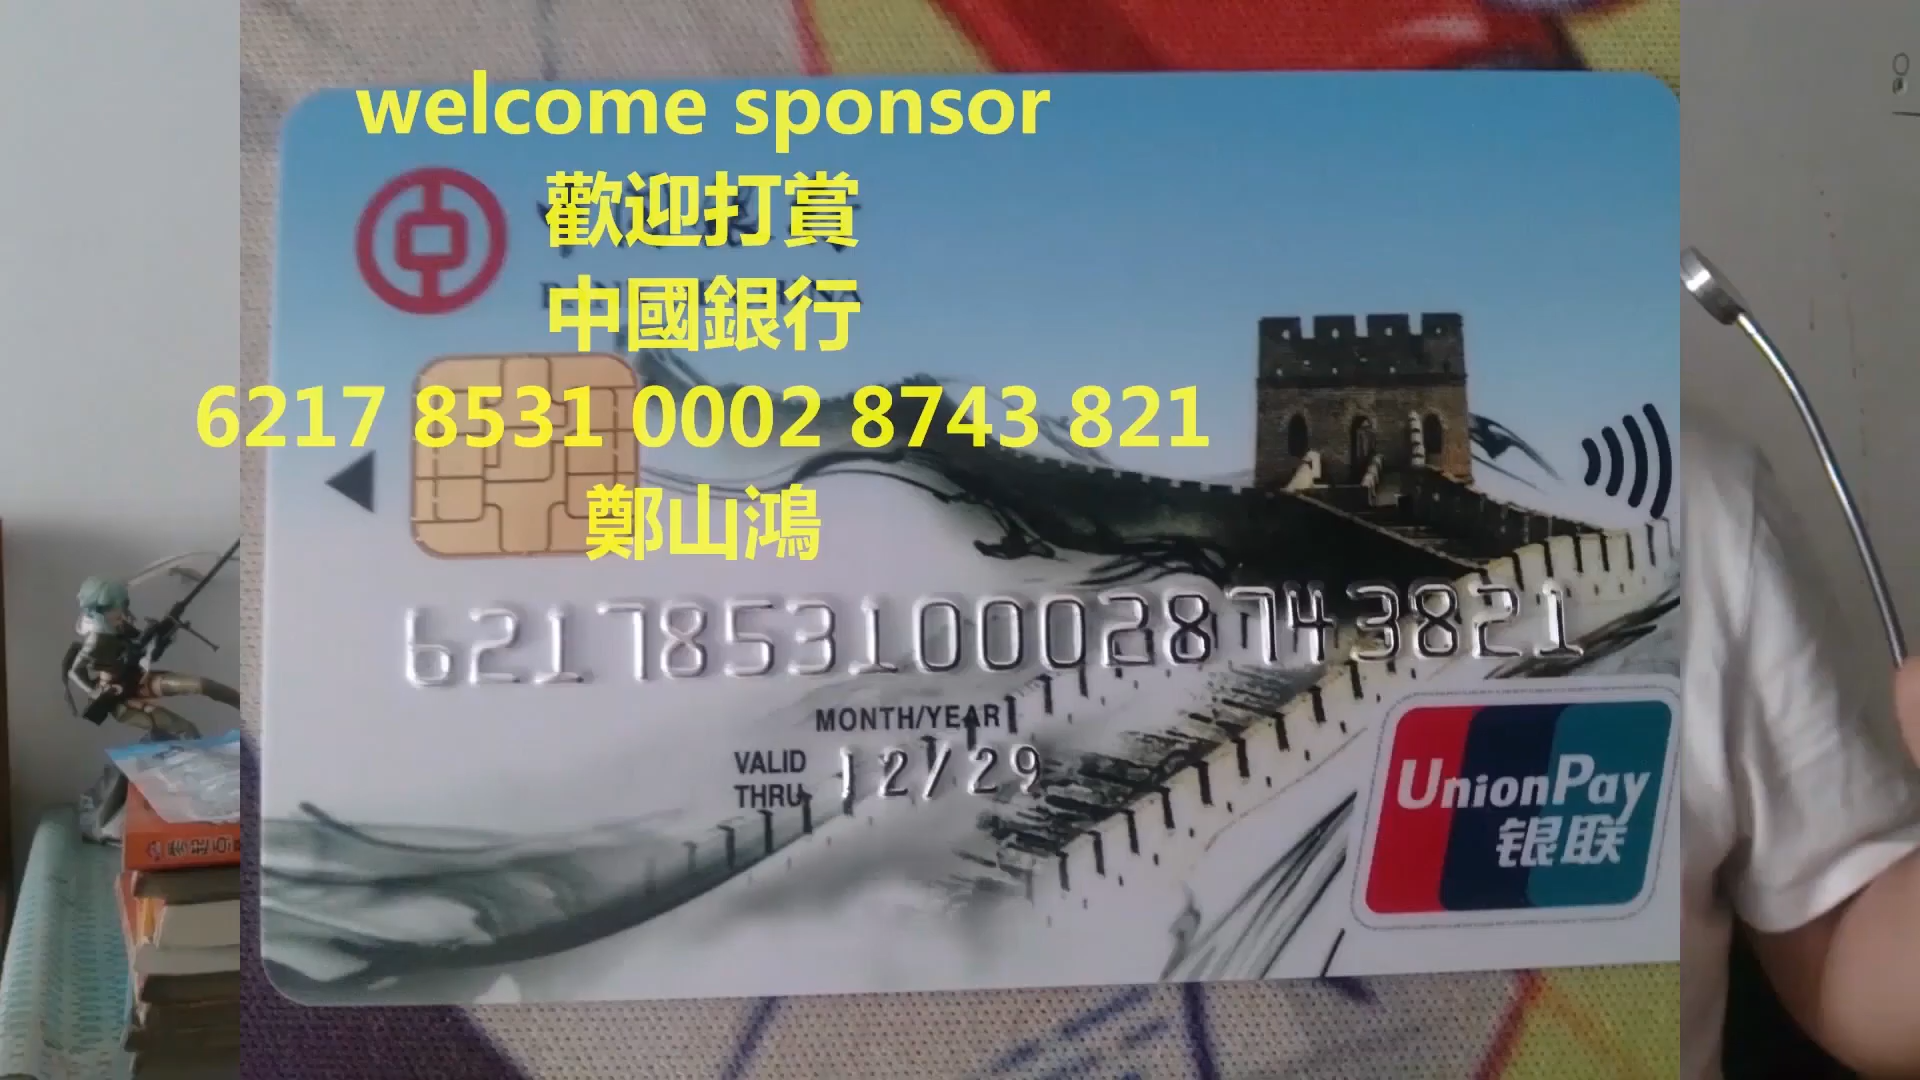 welcome sponsor
歡迎打賞
中國銀行
6217 8531 0002 8743 821
鄭山鴻
6217853100028743821
MONTH/YEAR
VALID THRU 12/29
UnionPay
银联